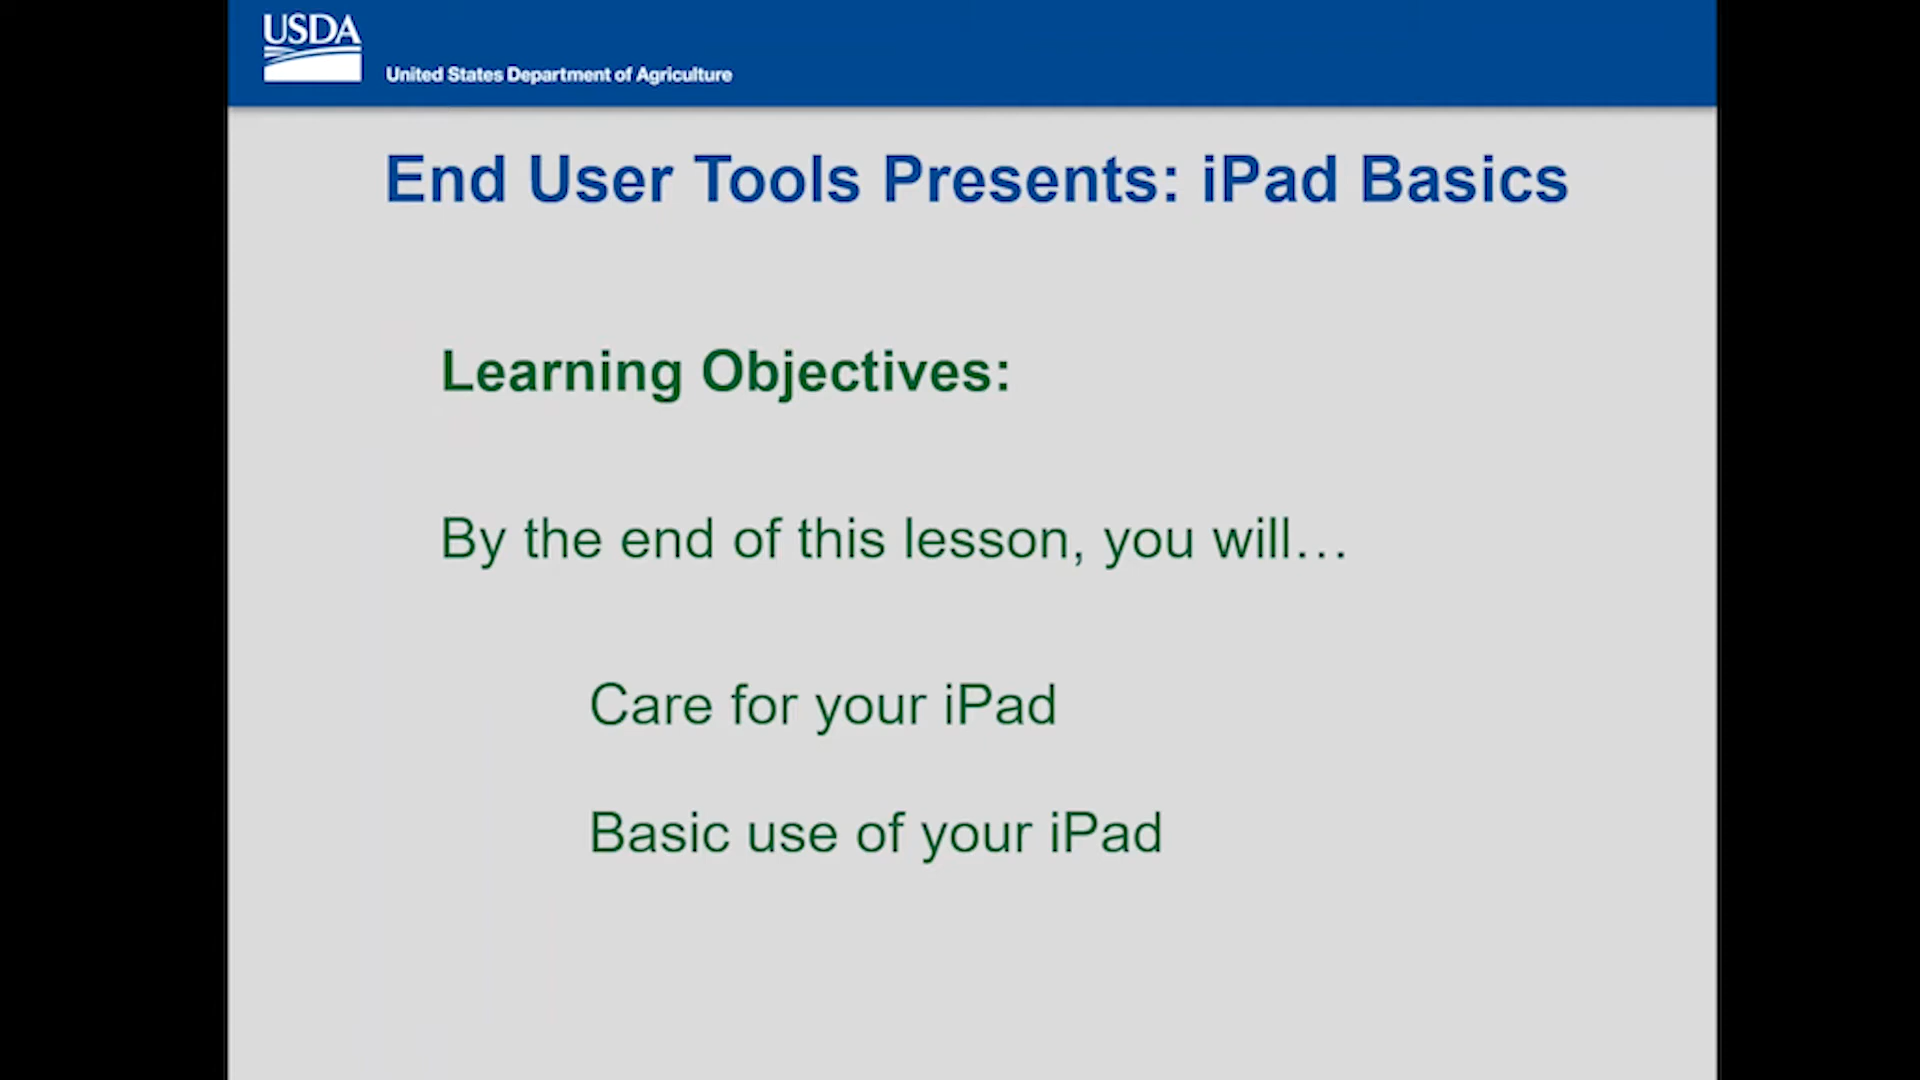 USDA
United States Department of Agriculture
End User Tools Presents: iPad Basics
Learning Objectives:
By the end of this lesson, you will…
Care for your iPad
Basic use of your iPad